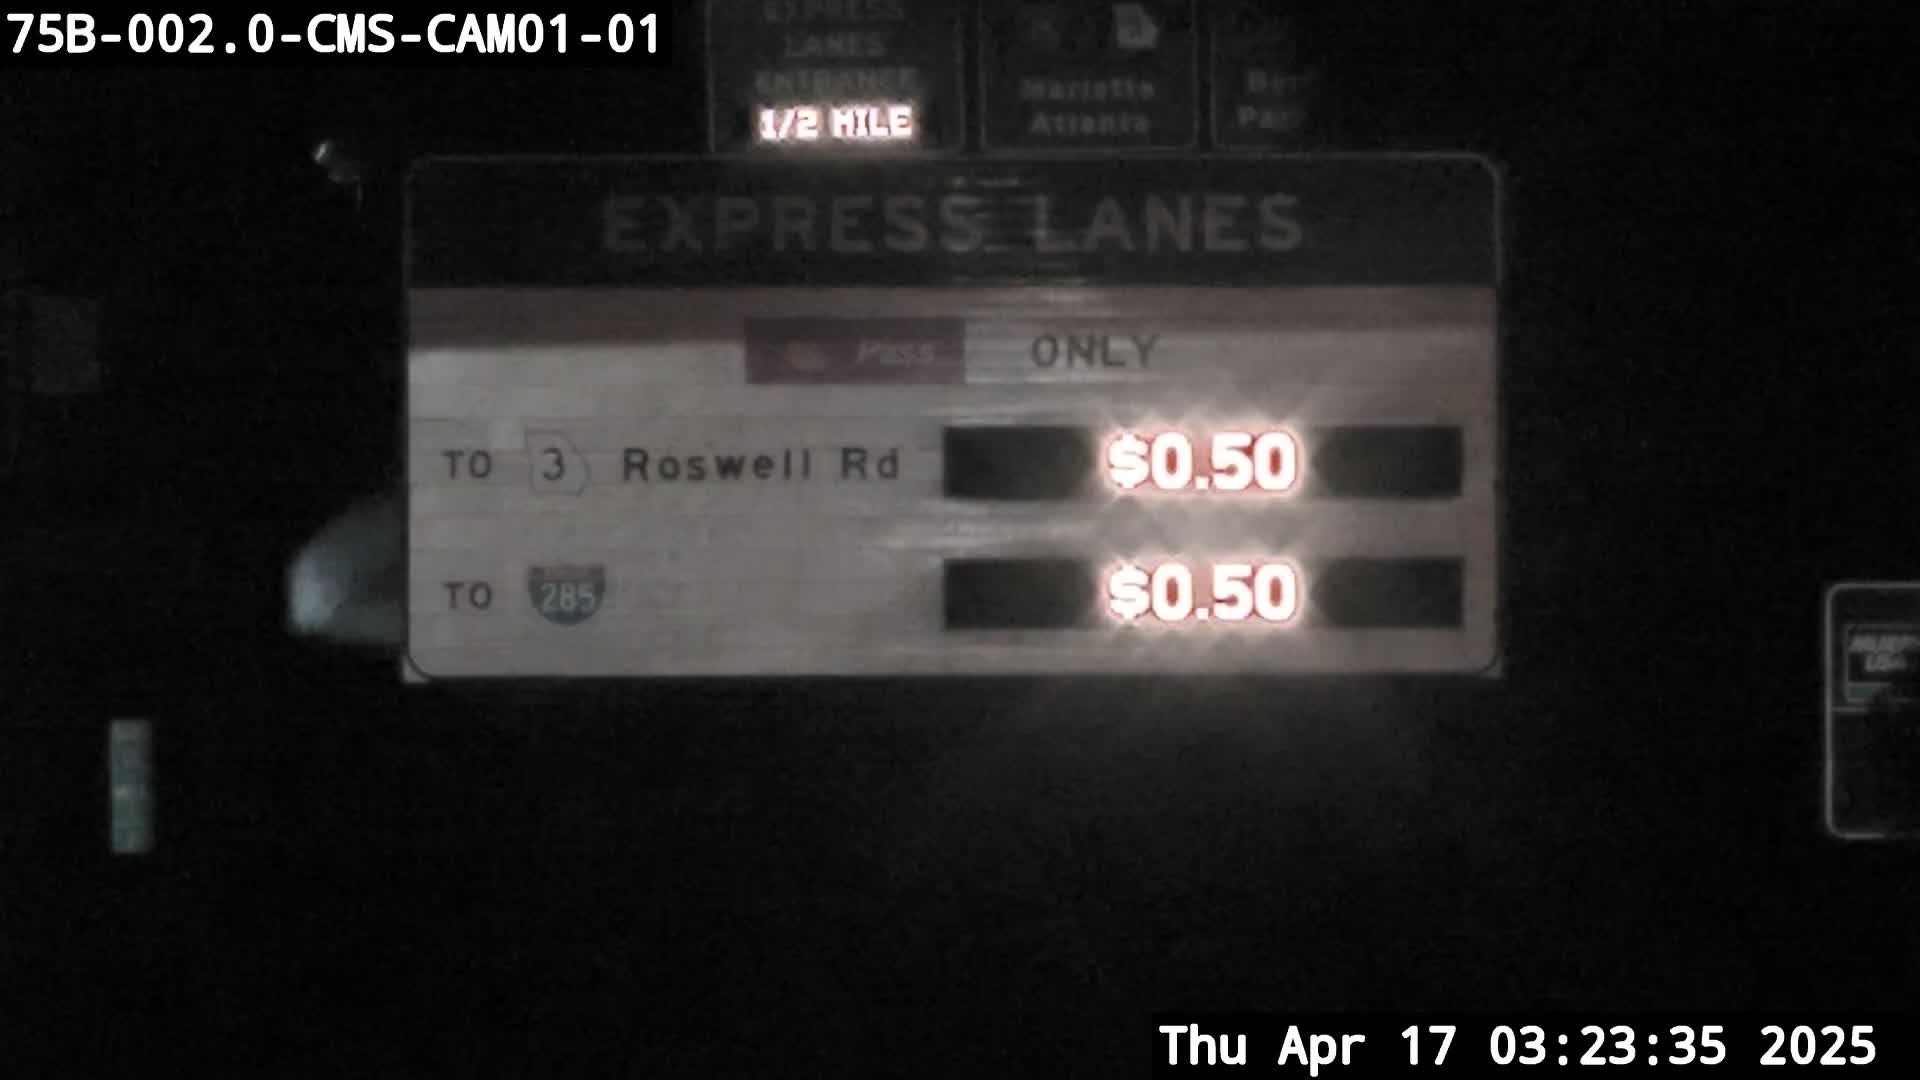 75B-002.0-CMS-CAM01-01
EXPRESS
LANES
ENTRANCE
1/2 MILE
Marietta
Atlanta
EXPRESS LANES
Pass ONLY
TO 3 Roswell Rd $0.50
TO 285 $0.50
Thu Apr 17 03:23:35 2025